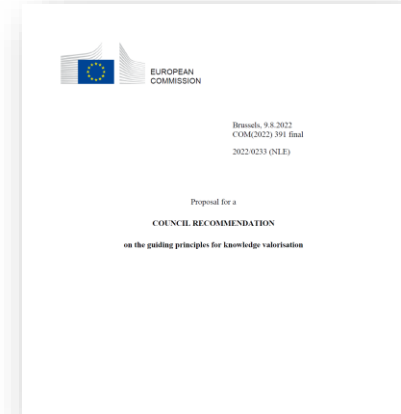 EUROPEAN
COMMISSION
Brussels, 9.8.2022
COM(2022) 391 final
2022/0233 (NLE)
Proposal for a
COUNCIL RECOMMENDATION
on the guiding principles for knowledge valorisation